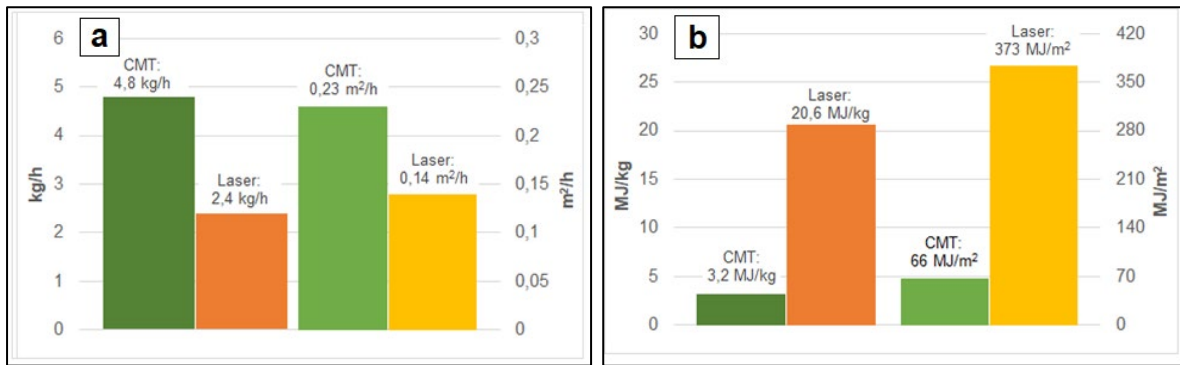 a
6
5
4
3
2
1
0
kg/h
CMT:
4,8 kg/h
Laser:
2,4 kg/h
CMT:
0,23 m²/h
Laser:
0,14 m²/h
0,3
0,25
0,2
0,15
0,1
0,05
0
m²/h
b
30
25
20
15
10
5
0
MJ/kg
CMT:
3,2 MJ/kg
Laser:
20,6 MJ/kg
CMT:
66 MJ/m²
Laser:
373 MJ/m²
420
350
280
210
140
70
0
MJ/m²